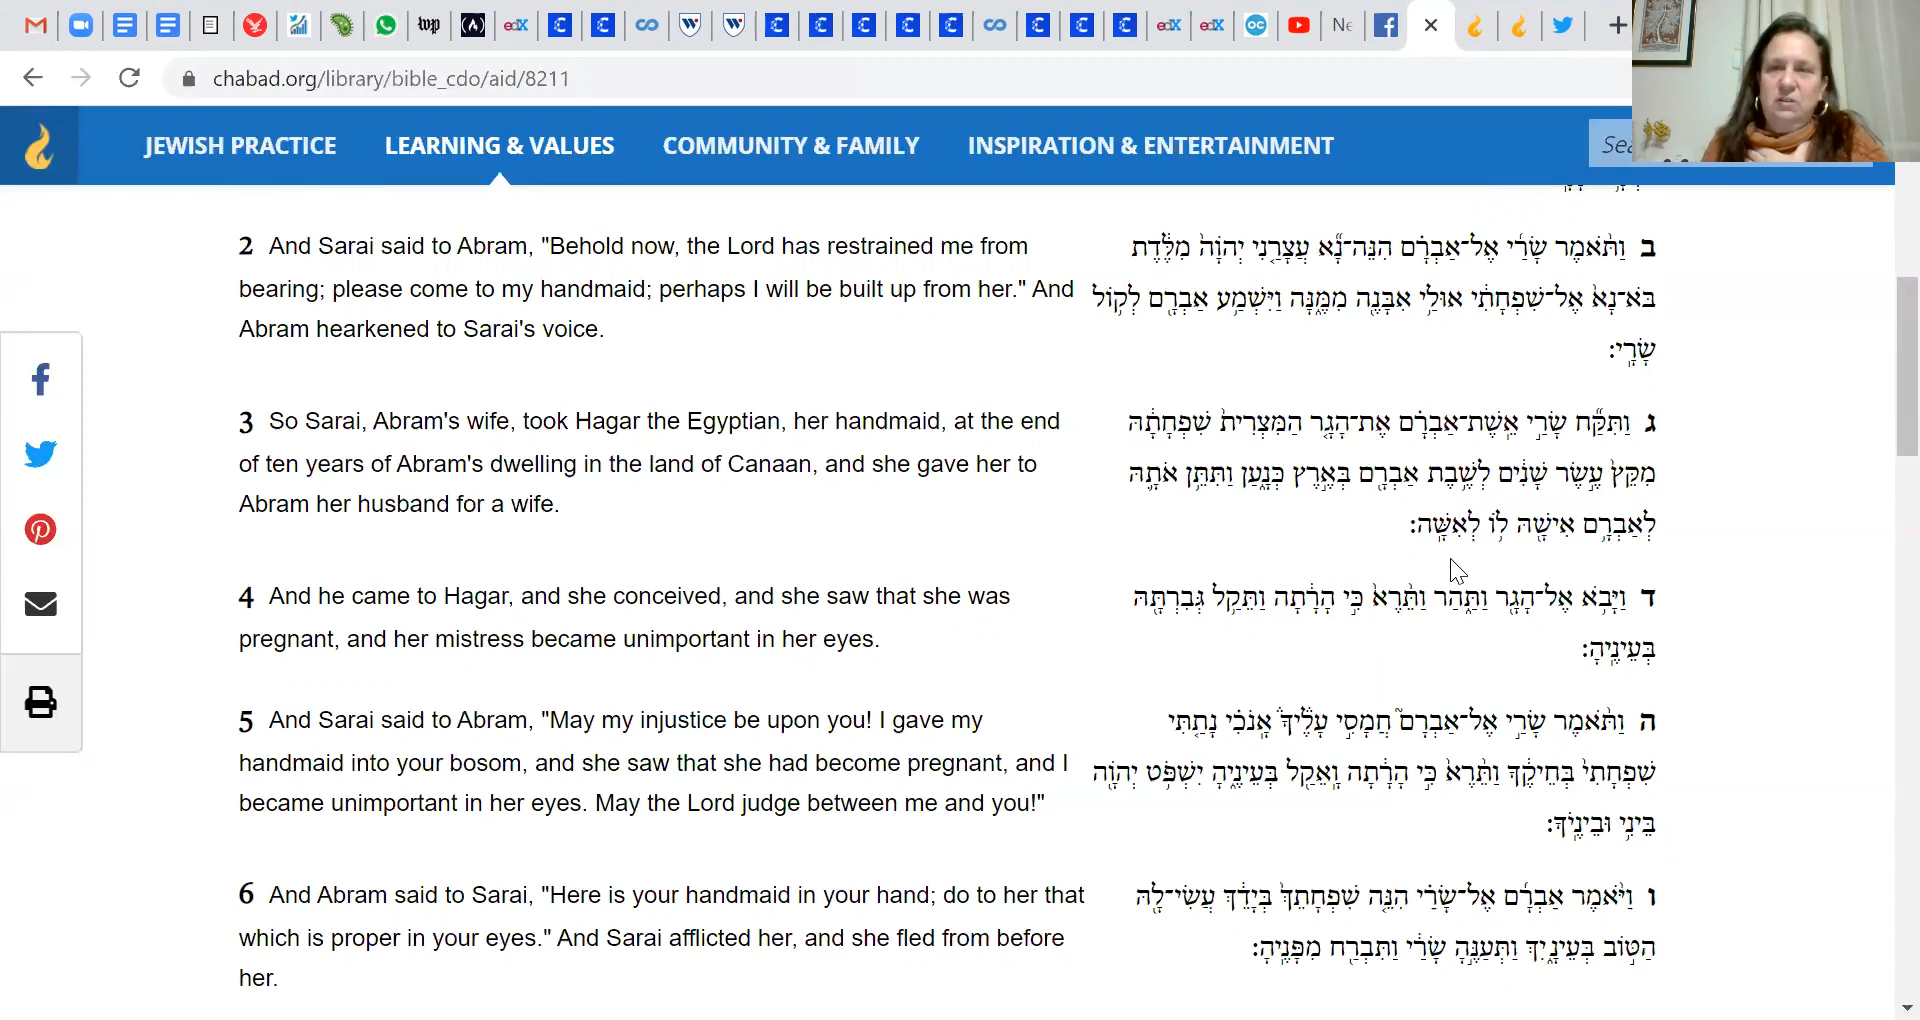 chabad.org/library/bible_cdo/aid/8211
JEWISH PRACTICE LEARNING & VALUES COMMUNITY & FAMILY INSPIRATION & ENTERTAINMENT
2 And Sarai said to Abram, "Behold now, the Lord has restrained me from
bearing; please come to my handmaid; perhaps I will be built up from her." And
Abram hearkened to Sarai's voice.
ב וַתֹּ֨אמֶר שָׂרַ֜י אֶל־אַבְרָ֗ם הִנֵּה־נָ֞א עֲצָרַ֤נִי יְהֹוָה֙ מִלֶּ֔דֶת
בֹּא־נָא֙ אֶל־שִׁפְחָתִ֔י אוּלַ֥י אִבָּנֶ֖ה מִמֶּ֑נָּה וַיִּשְׁמַ֥ע אַבְרָ֖ם לְק֥וֹל
שָׂרָֽי:
3 So Sarai, Abram's wife, took Hagar the Egyptian, her handmaid, at the end
of ten years of Abram's dwelling in the land of Canaan, and she gave her to
Abram her husband for a wife.
ג וַתִּקַּ֞ח שָׂרַ֣י אֵֽשֶׁת־אַבְרָ֗ם אֶת־הָגָ֤ר הַמִּצְרִית֙ שִׁפְחָתָ֔הּ
מִקֵּץ֙ עֶ֣שֶׂר שָׁנִ֔ים לְשֶׁ֥בֶת אַבְרָ֖ם בְּאֶ֣רֶץ כְּנָ֑עַן וַתִּתֵּ֥ן אֹתָ֛הּ
לְאַבְרָ֥ם אִישָׁ֖הּ ל֥וֹ לְאִשָּֽׁה:
4 And he came to Hagar, and she conceived, and she saw that she was
pregnant, and her mistress became unimportant in her eyes.
ד וַיָּבֹ֥א אֶל־הָגָ֖ר וַתַּ֑הַר וַתֵּ֨רֶא֙ כִּ֣י הָרָ֔תָה וַתֵּקַ֥ל גְּבִרְתָּ֖הּ
בְּעֵינֶֽיהָ:
5 And Sarai said to Abram, "May my injustice be upon you! I gave my
handmaid into your bosom, and she saw that she had become pregnant, and I
became unimportant in her eyes. May the Lord judge between me and you!"
ה וַתֹּ֨אמֶר שָׂרַ֣י אֶל־אַבְרָם֘ חֲמָסִ֣י עָלֶ֒יךָ֒ אָֽנֹכִ֗י נָתַ֤תִּי
שִׁפְחָתִי֙ בְּחֵיקֶ֔ךָ וַתֵּ֨רֶא֙ כִּ֣י הָרָ֔תָה וָֽאֵקַ֖ל בְּעֵינֶ֑יהָ יִשְׁפֹּ֥ט יְהֹוָ֖ה
בֵּינִ֥י וּבֵינֶֽיךָ:
6 And Abram said to Sarai, "Here is your handmaid in your hand; do to her that
which is proper in your eyes." And Sarai afflicted her, and she fled from before
her.
ו וַיֹּ֨אמֶר אַבְרָ֜ם אֶל־שָׂרַ֗י הִנֵּ֤ה שִׁפְחָתֵךְ֙ בְּיָדֵ֔ךְ עֲשִׂי־לָ֖הּ
הַטּ֣וֹב בְּעֵינָ֑יִךְ וַתְּעַנֶּ֣הָ שָׂרַ֔י וַתִּבְרַ֖ח מִפָּנֶֽיהָ: